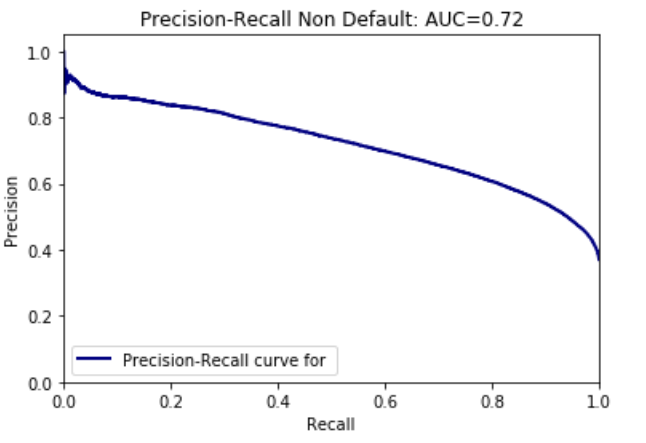 Precision-Recall Non Default: AUC=0.72
1.0
0.8
0.6
0.4
0.2
0.0
Precision
Precision-Recall curve for
0.0 0.2 0.4 0.6 0.8 1.0
Recall